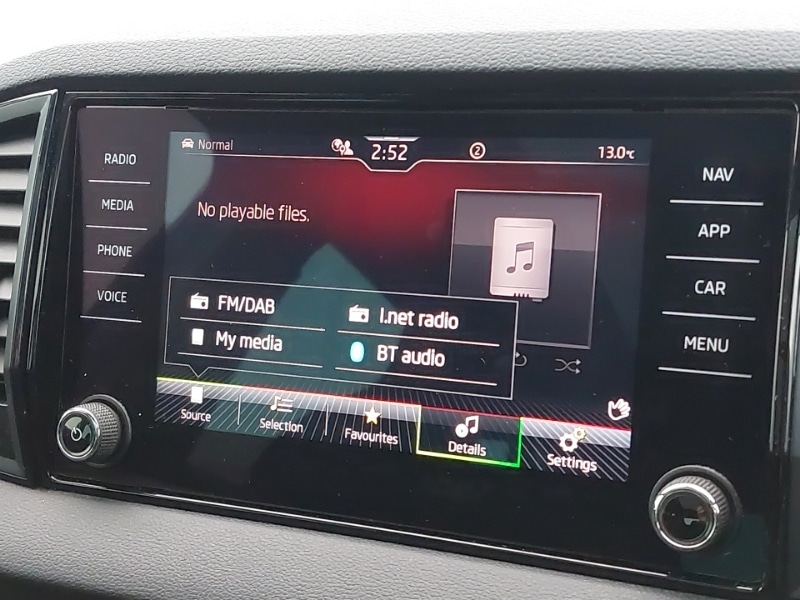 RADIO
MEDIA
PHONE
VOICE
Normal
2:52
2
13.0°C
No playable files.
FM/DAB
I.net radio
My media
BT audio
Source
Selection
Favourites
Details
Settings
NAV
APP
CAR
MENU